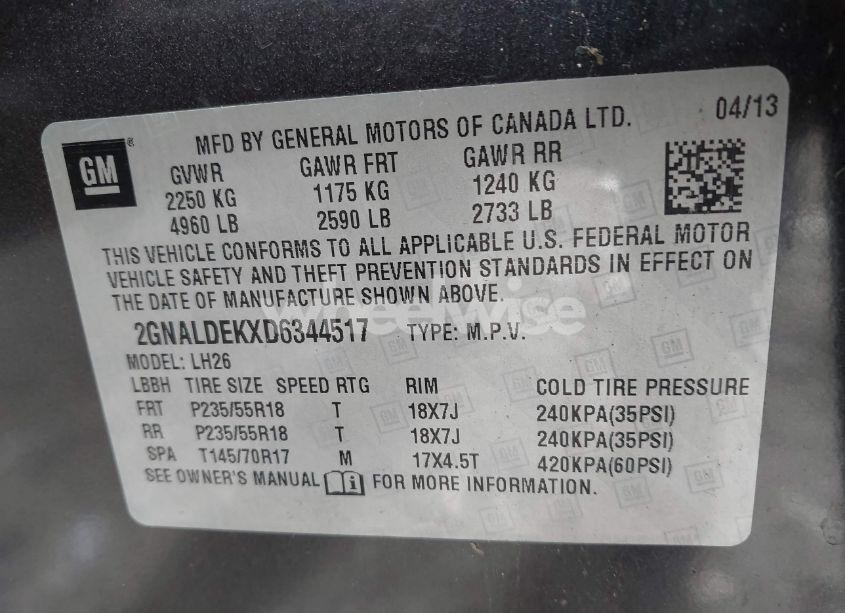 MFD BY GENERAL MOTORS OF CANADA LTD. 04/13
GM ®
GVWR GAWR FRT GAWR RR
2250 KG 1175 KG 1240 KG
4960 LB 2590 LB 2733 LB
THIS VEHICLE CONFORMS TO ALL APPLICABLE U.S. FEDERAL MOTOR
VEHICLE SAFETY AND THEFT PREVENTION STANDARDS IN EFFECT ON
THE DATE OF MANUFACTURE SHOWN ABOVE.
wheelwise
2GNALDEKXD6344517 TYPE: M.P.V.
MODEL: LH26
LBBH TIRE SIZE SPEED RTG RIM COLD TIRE PRESSURE
FRT P235/55R18 T 18X7J 240KPA(35PSI)
RR P235/55R18 T 18X7J 240KPA(35PSI)
SPA T145/70R17 M 17X4.5T 420KPA(60PSI)
SEE OWNER'S MANUAL FOR MORE INFORMATION.